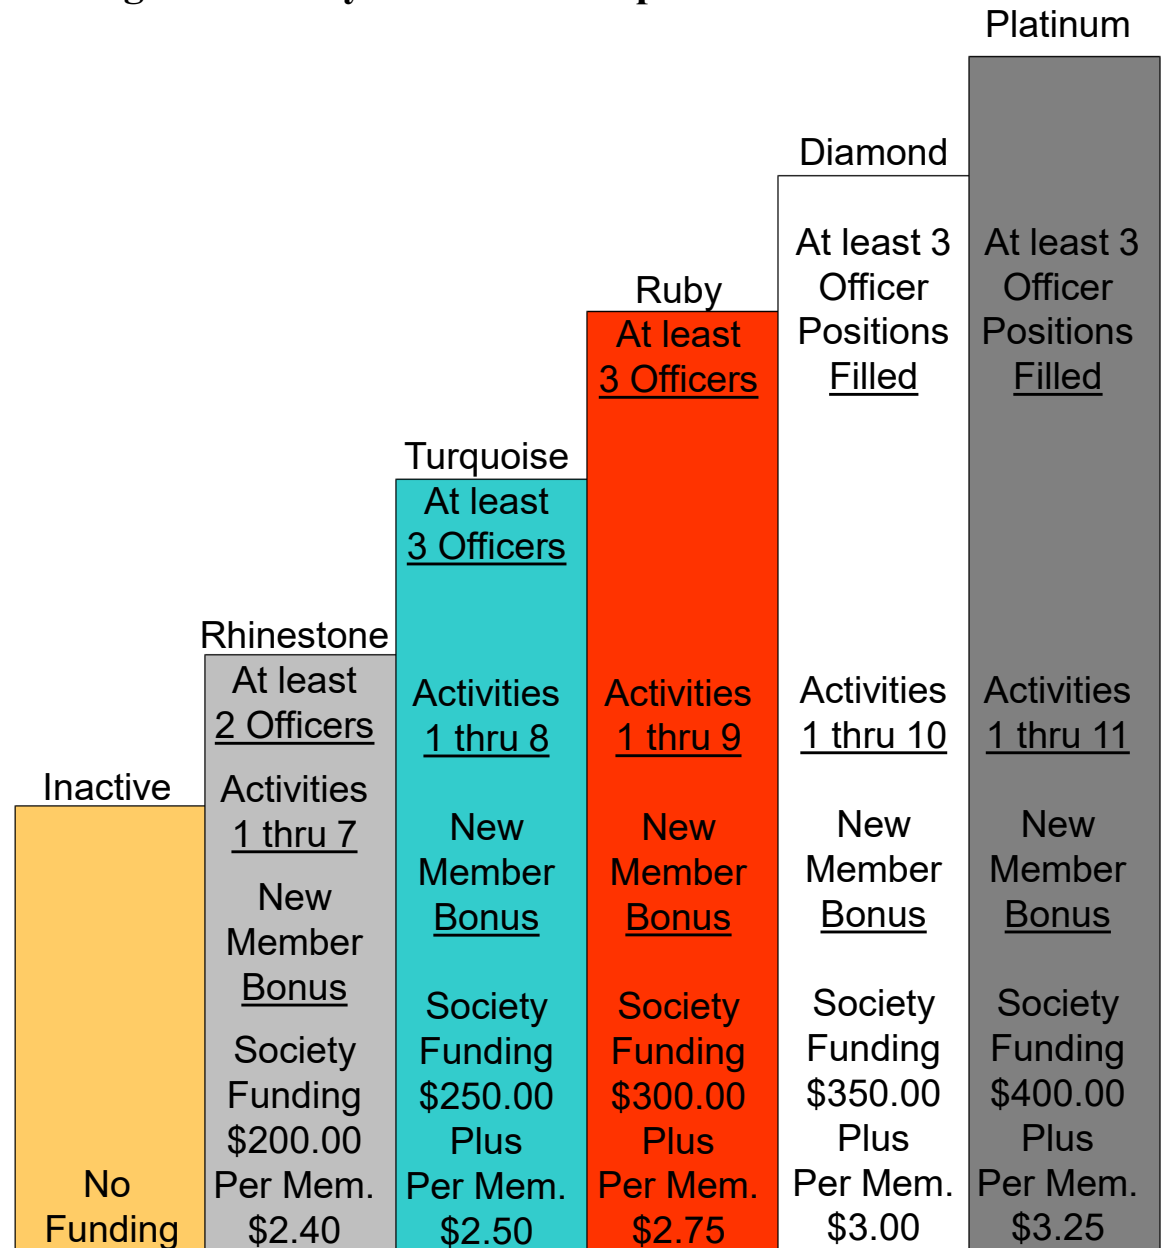 Platinum
Diamond
Ruby
Turquoise
Rhinestone
Inactive
No
Funding
At least
2 Officers
Activities
1 thru 7
New
Member
Bonus
Society
Funding
$200.00
Per Mem.
$2.40
At least
3 Officers
Activities
1 thru 8
New
Member
Bonus
Society
Funding
$250.00
Plus
Per Mem.
$2.50
At least
3 Officers
Activities
1 thru 9
New
Member
Bonus
Society
Funding
$300.00
Plus
Per Mem.
$2.75
At least 3
Officer
Positions
Filled
Activities
1 thru 10
New
Member
Bonus
Society
Funding
$350.00
Plus
Per Mem.
$3.00
At least 3
Officer
Positions
Filled
Activities
1 thru 11
New
Member
Bonus
Society
Funding
$400.00
Plus
Per Mem.
$3.25